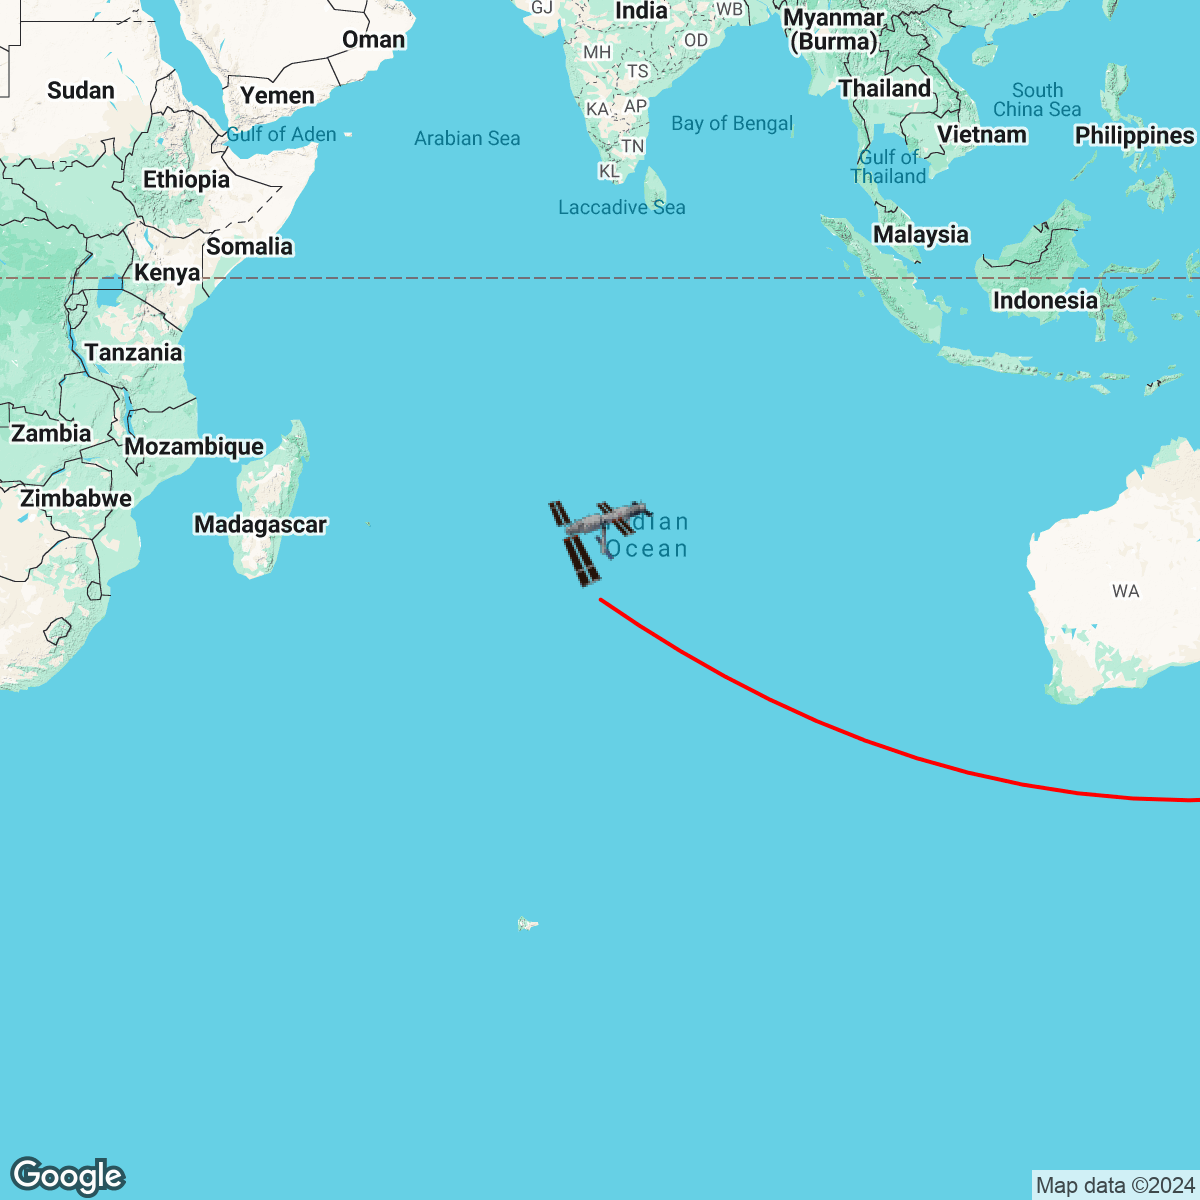 GJ
India
WB
Myanmar
(Burma)
Oman
MH
OD
Sudan
Yemen
TS
Thailand
South
China Sea
KA
AP
Gulf of Aden
Arabian Sea
Bay of Bengal
Vietnam
Philippines
TN
Gulf of
Thailand
KL
Ethiopia
Laccadive Sea
Malaysia
Somalia
Kenya
Indonesia
Tanzania
Zambia
Mozambique
Zimbabwe
Madagascar
dian
Ocean
WA
Google
Map data ©2024